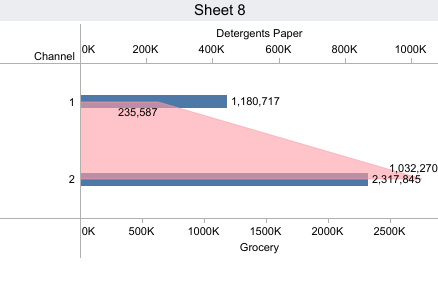 Sheet 8
Detergents Paper
0K 200K 400K 600K 800K 1000K
Channel
1 1,180,717
235,587
1,032,270
2 2,317,845
0K 500K 1000K 1500K 2000K 2500K
Grocery